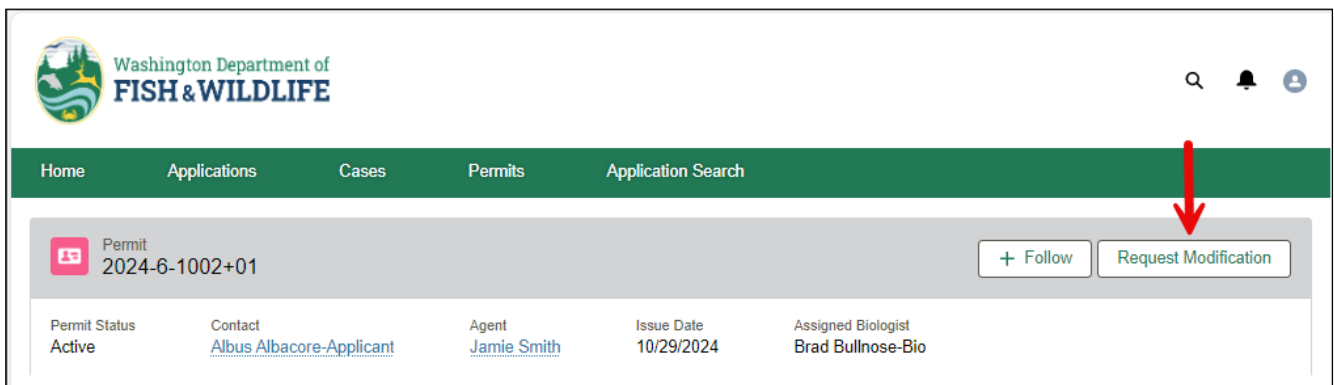 Washington Department of
FISH & WILDLIFE
Home Applications Cases Permits Application Search
Permit
2024-6-1002+01
+ Follow Request Modification
Permit Status Contact Agent Issue Date Assigned Biologist
Active Albus Albacore-Applicant Jamie Smith 10/29/2024 Brad Bullnose-Bio